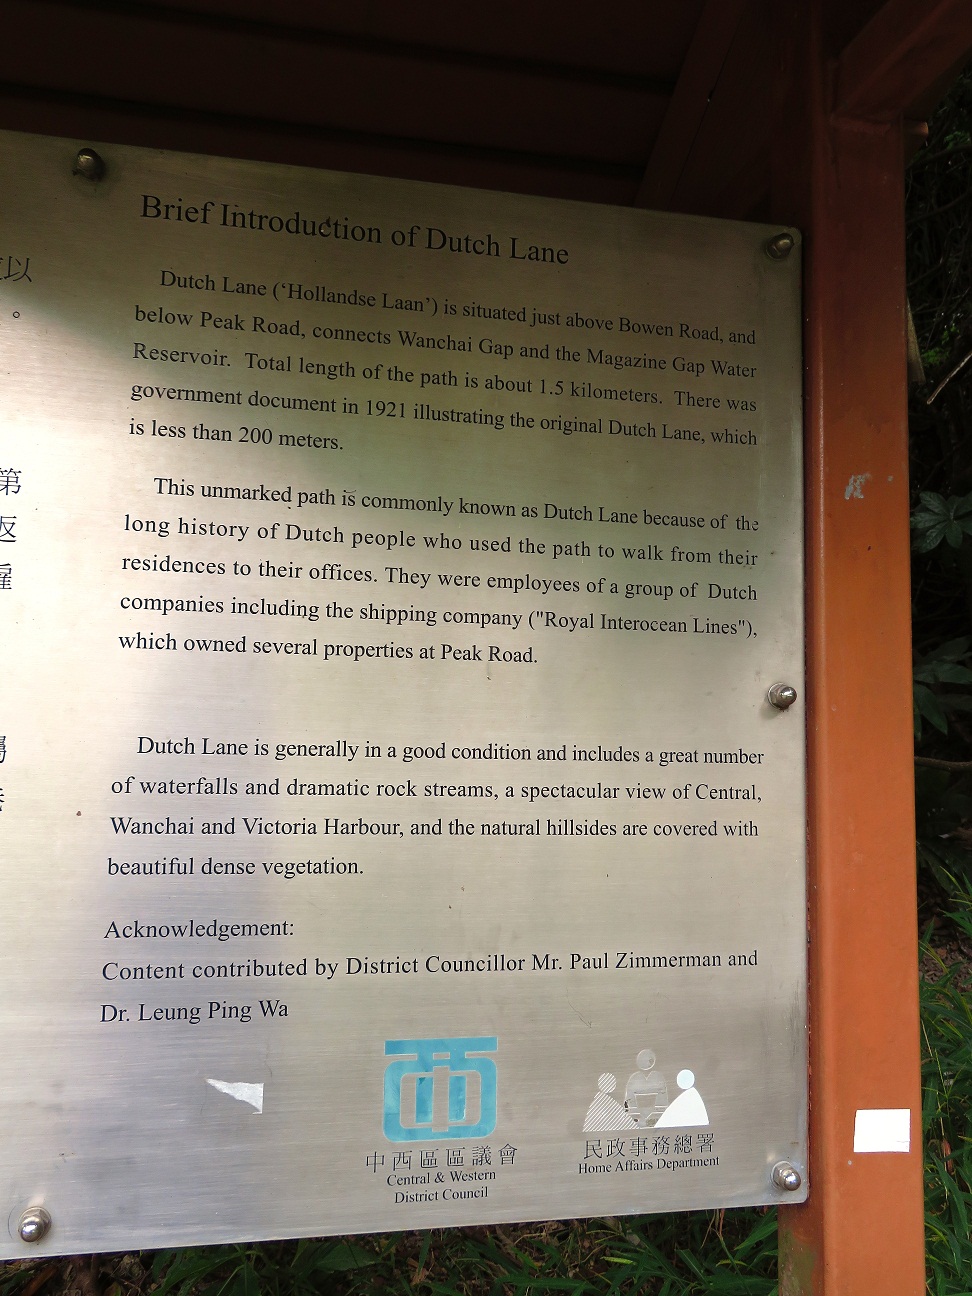 以
。
第
返
Brief Introduction of Dutch Lane
Dutch Lane (‘Hollandse Laan’) is situated just above Bowen Road, and
below Peak Road, connects Wanchai Gap and the Magazine Gap Water
Reservoir. Total length of the path is about 1.5 kilometers. There was
government document in 1921 illustrating the original Dutch Lane, which
is less than 200 meters.
This unmarked path is commonly known as Dutch Lane because of the
long history of Dutch people who used the path to walk from their
residences to their offices. They were employees of a group of Dutch
companies including the shipping company ("Royal Interocean Lines"),
which owned several properties at Peak Road.
Dutch Lane is generally in a good condition and includes a great number
of waterfalls and dramatic rock streams, a spectacular view of Central,
Wanchai and Victoria Harbour, and the natural hillsides are covered with
beautiful dense vegetation.
Acknowledgement:
Content contributed by District Councillor Mr. Paul Zimmerman and
Dr. Leung Ping Wa
中西區區議會
Central & Western
District Council
民政事務總署
Home Affairs Department